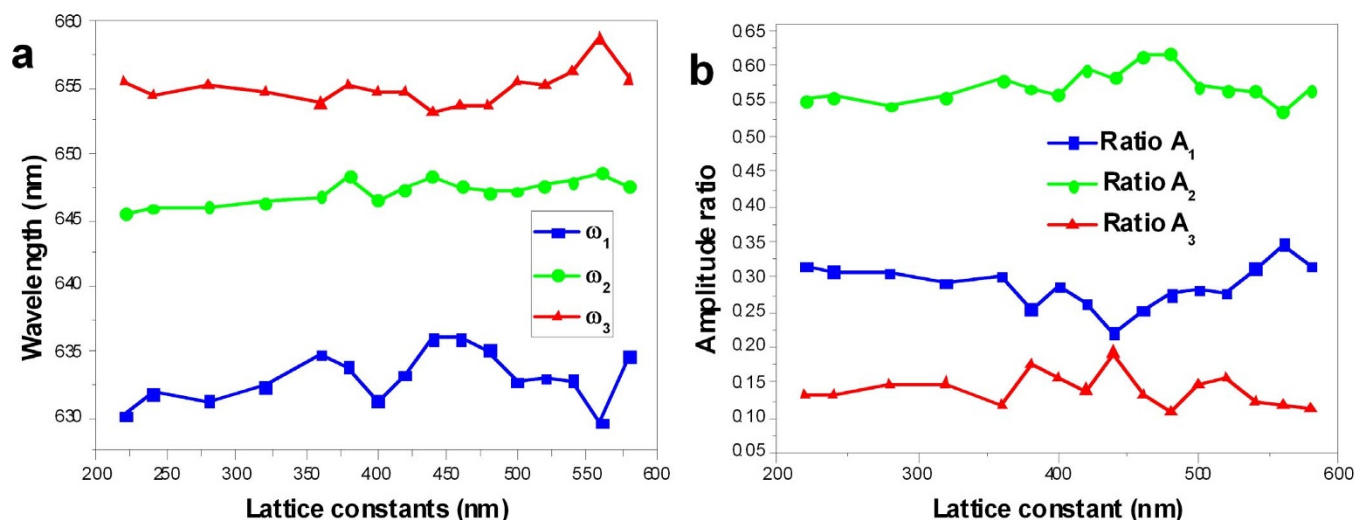 a
Wavelength (nm)
660
655
650
645
640
635
630
200
250
300
350
400
450
500
550
600
Lattice constants (nm)
ω1
ω2
ω3
b
Amplitude ratio
0.65
0.60
0.55
0.50
0.45
0.40
0.35
0.30
0.25
0.20
0.15
0.10
0.05
200
300
400
500
600
Lattice constant (nm)
Ratio A1
Ratio A2
Ratio A3